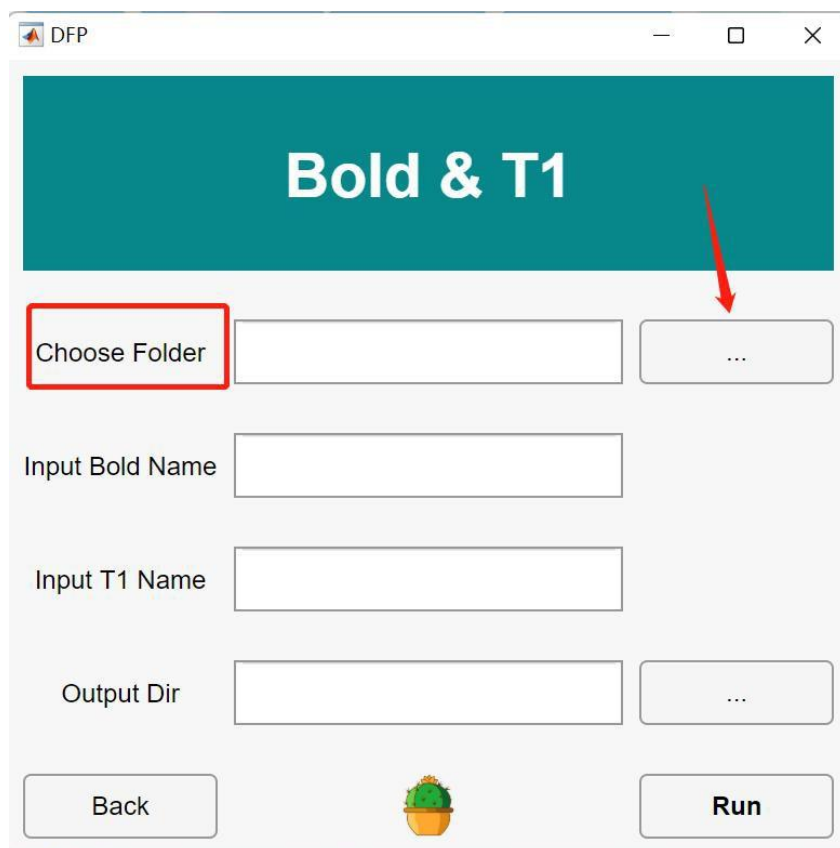 DFP
Bold & T1
Choose Folder ...
Input Bold Name
Input T1 Name
Output Dir ...
Back Run